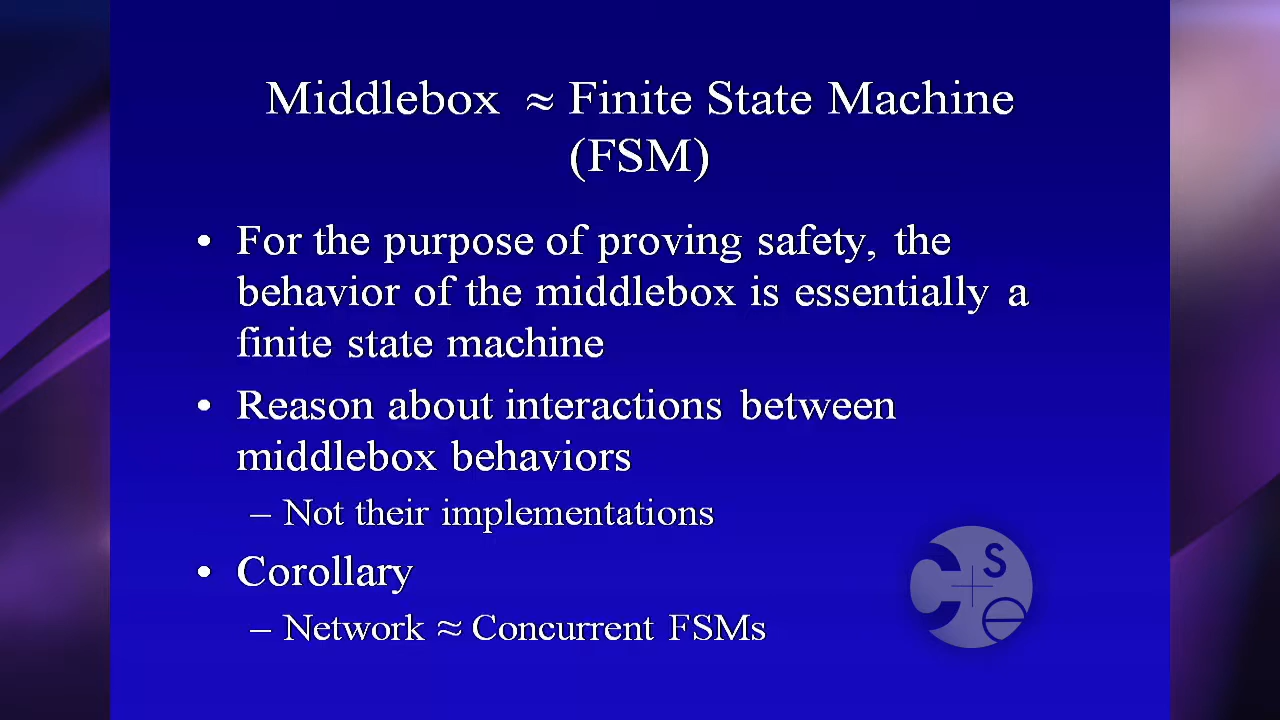 Middlebox ≈ Finite State Machine
(FSM)
• For the purpose of proving safety, the
behavior of the middlebox is essentially a
finite state machine
• Reason about interactions between
middlebox behaviors
– Not their implementations
• Corollary
– Network ≈ Concurrent FSMs
C s e